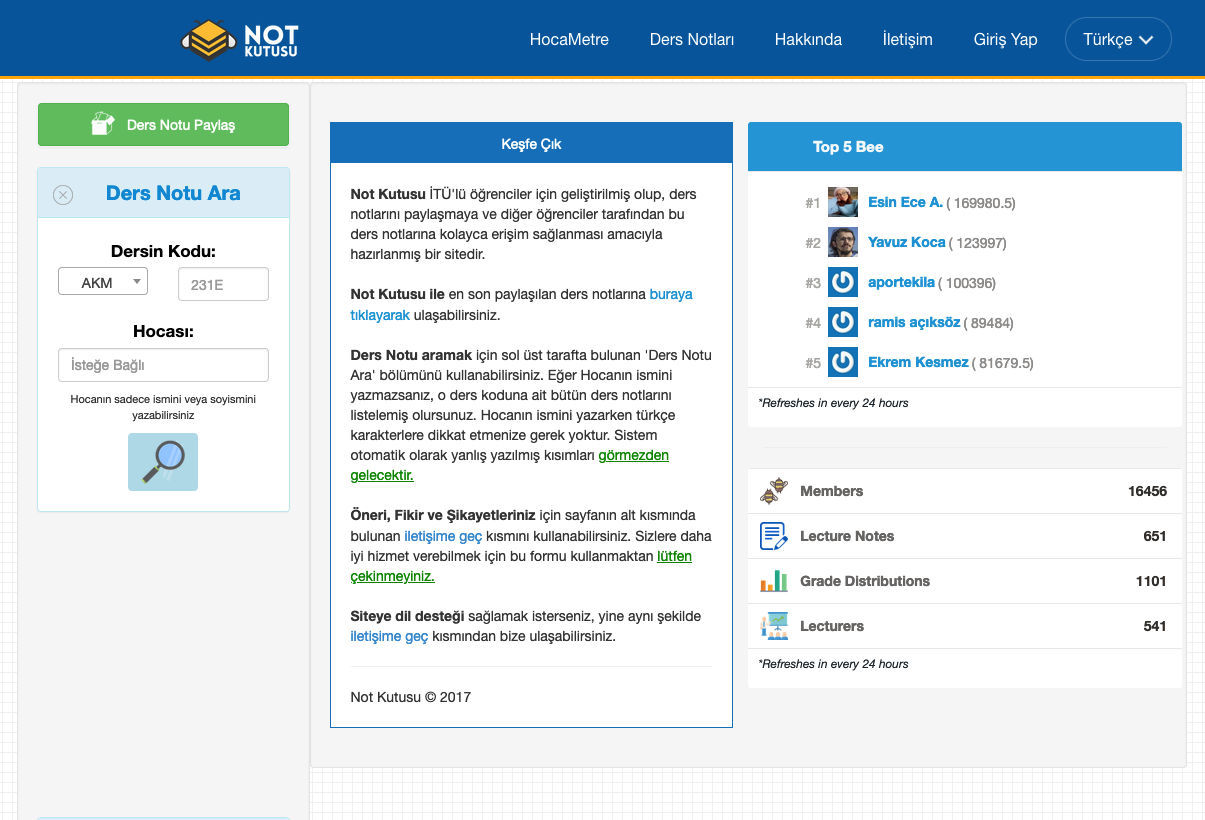 NOT
KUTUSU
HocaMetre
Ders Notları
Hakkında
İletişim
Giriş Yap
Türkçe
Ders Notu Paylaş
Ders Notu Ara
Dersin Kodu:
AKM
231E
Hocası:
İsteğe Bağlı
Hocanın sadece ismini veya soyismini
yazabilirsiniz
Keşfe Çık
Not Kutusu İTÜ'lü öğrenciler için geliştirilmiş olup, ders
notlarını paylaşmaya ve diğer öğrenciler tarafından bu
ders notlarına kolayca erişim sağlanması amacıyla
hazırlanmış bir sitedir.
Not Kutusu ile en son paylaşılan ders notlarına buraya
tıklayarak ulaşabilirsiniz.
Ders Notu aramak için sol üst tarafta bulunan 'Ders Notu
Ara' bölümünü kullanabilirsiniz. Eğer Hocanın ismini
yazmazsanız, o ders koduna ait bütün ders notlarını
listelemiş olursunuz. Hocanın ismini yazarken türkçe
karakterlere dikkat etmenize gerek yoktur. Sistem
otomatik olarak yanlış yazılmış kısımları görmezden
gelecektir.
Öneri, Fikir ve Şikayetleriniz için sayfanın alt kısmında
bulunan iletişime geç kısmını kullanabilirsiniz. Sizlere daha
iyi hizmet verebilmek için bu formu kullanmaktan lütfen
çekinmeyiniz.
Siteye dil desteği sağlamak isterseniz, yine aynı şekilde
iletişime geç kısmından bize ulaşabilirsiniz.
Not Kutusu © 2017
Top 5 Bee
#1 Esin Ece A. ( 169980.5)
#2 Yavuz Koca ( 123997)
#3 aportekila ( 100396)
#4 ramis açıksöz ( 89484)
#5 Ekrem Kesmez ( 81679.5)
*Refreshes in every 24 hours
Members 16456
Lecture Notes 651
Grade Distributions 1101
Lecturers 541
*Refreshes in every 24 hours